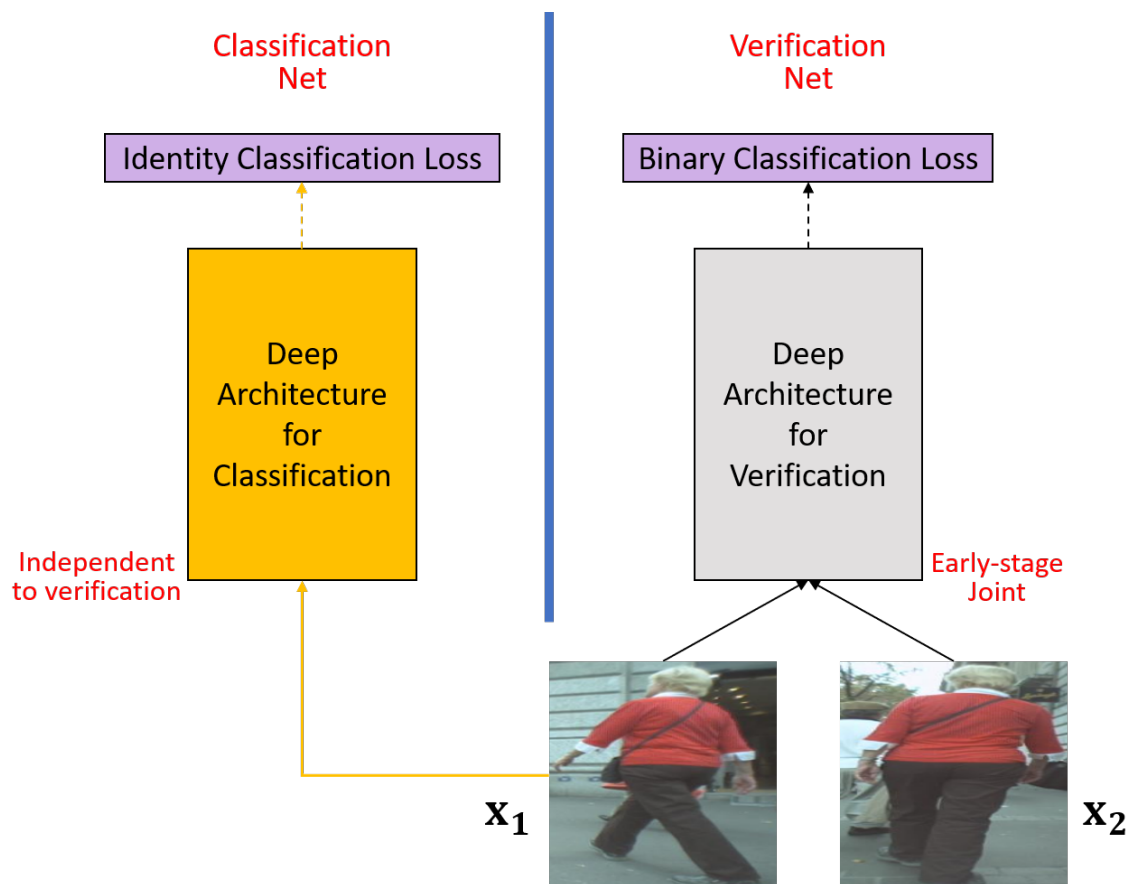 Classification
Net
Verification
Net
Identity Classification Loss
Binary Classification Loss
Deep
Architecture
for
Classification
Deep
Architecture
for
Verification
Independent
to verification
Early-stage
Joint
x₁
x₂